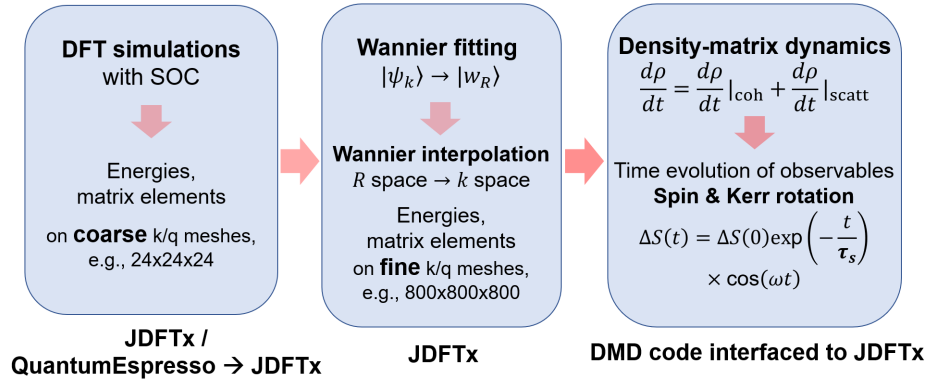 DFT simulations
with SOC
Energies,
matrix elements
on coarse k/q meshes,
e.g., 24x24x24
JDFTx /
QuantumEspresso → JDFTx
Wannier fitting
|ψ_k⟩ → |w_R⟩
Wannier interpolation
R space → k space
Energies,
matrix elements
on fine k/q meshes,
e.g., 800x800x800
JDFTx
Density-matrix dynamics
dρ/dt = dρ/dt|coh + dρ/dt|scatt
Time evolution of observables
Spin & Kerr rotation
ΔS(t) = ΔS(0)exp(−t/τ_s)
× cos(ωt)
DMD code interfaced to JDFTx